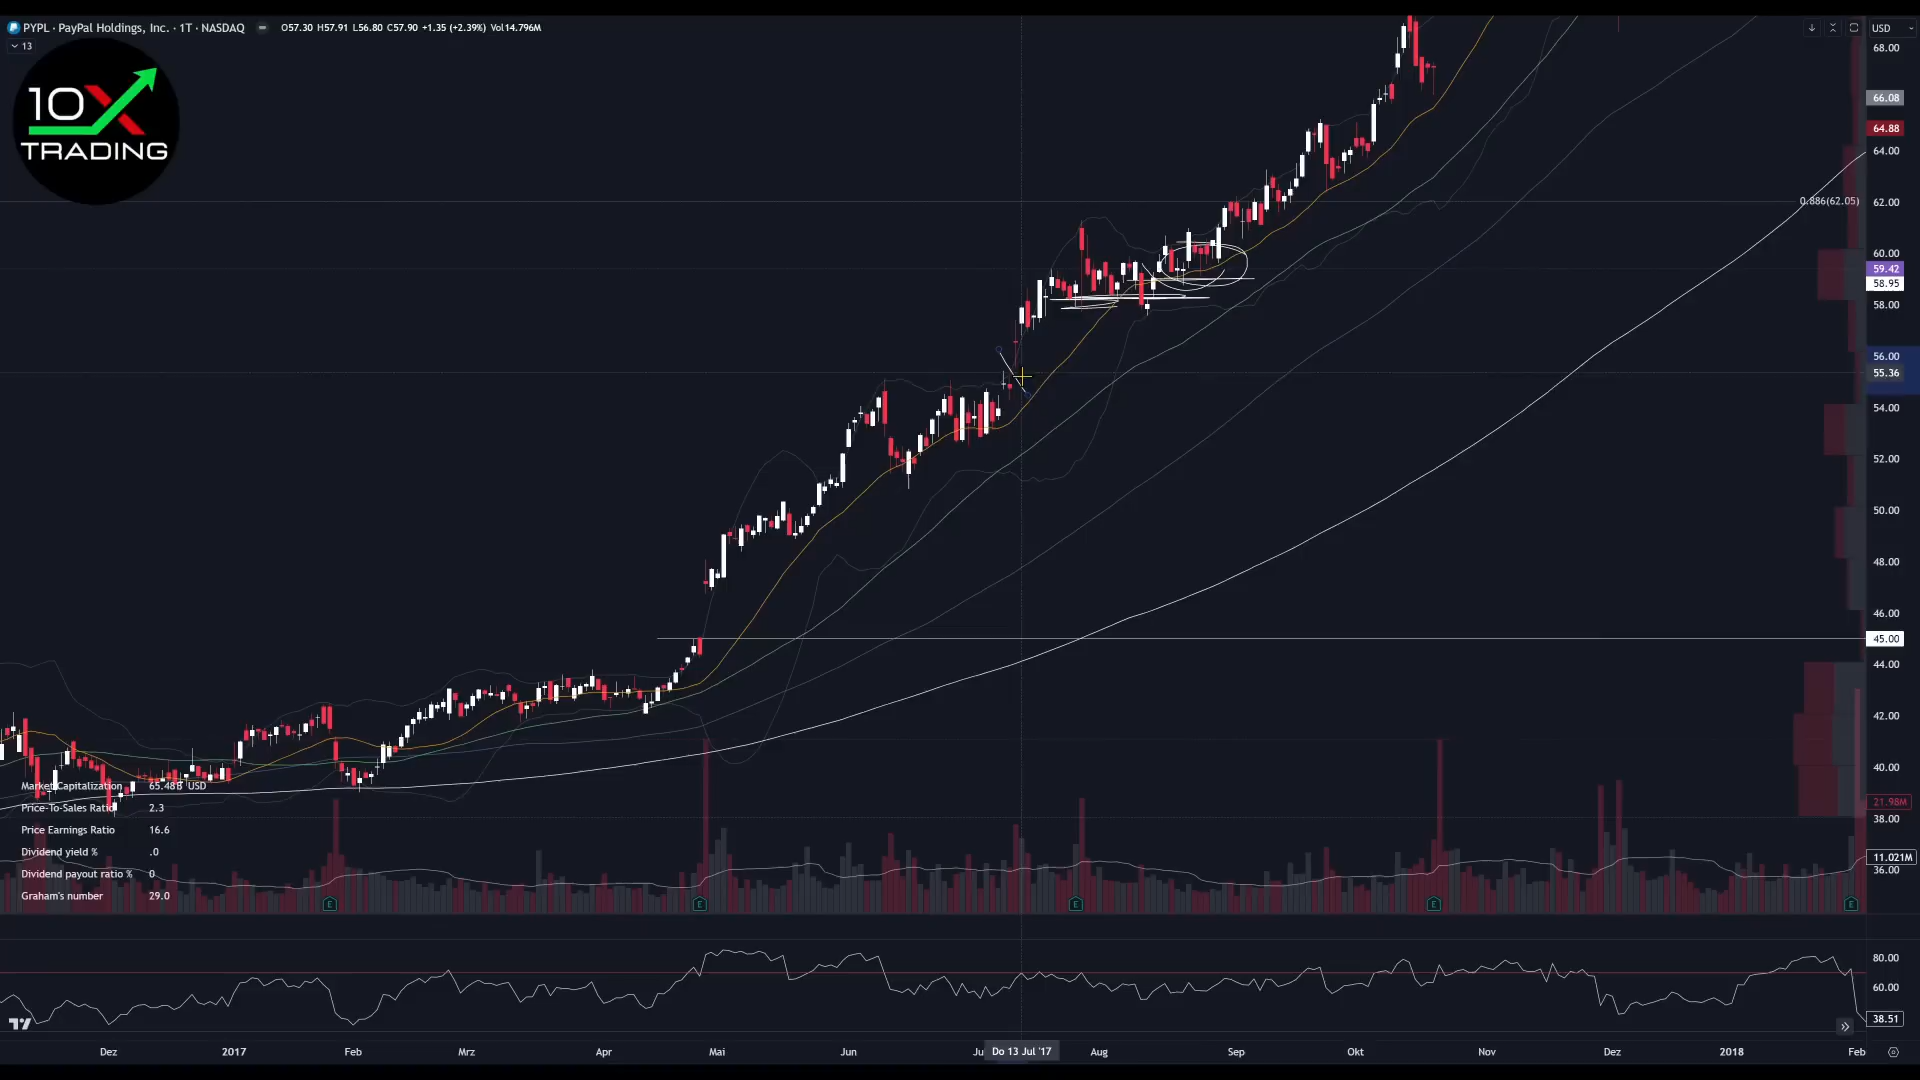 PYPL · PayPal Holdings, Inc. · 1T · NASDAQ O57.30 H57.91 L56.80 C57.90 +1.35 (+2.39%) Vol14.796M
USD
13
10X
TRADING
68.00
66.08
64.88
64.00
0.886(62.05)
62.00
60.00
59.42
58.95
58.00
56.00
55.36
54.00
52.00
50.00
48.00
46.00
45.00
44.00
42.00
40.00
Market Capitalization 65.48B USD
21.98M
Price-To-Sales Ratio 2.3
38.00
Price Earnings Ratio 16.6
Dividend yield % .0
11.021M
36.00
Dividend payout ratio % 0
Graham's number 29.0
E E E E E
80.00
60.00
38.51
Dez 2017 Feb Mrz Apr Mai Jun Ju Do 13 Jul '17 Aug Sep Okt Nov Dez 2018 Feb